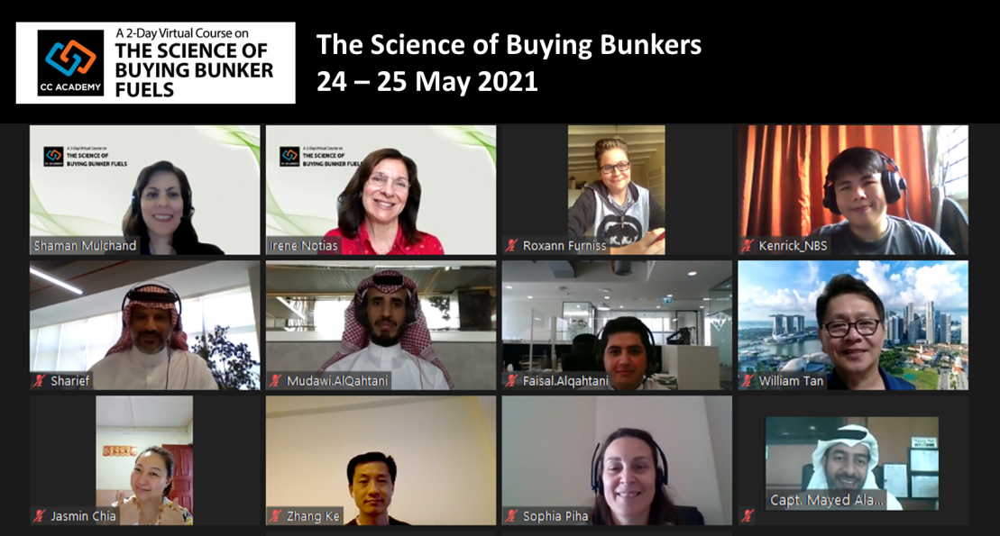 A 2-Day Virtual Course on
THE SCIENCE OF
BUYING BUNKER
FUELS
CC ACADEMY
The Science of Buying Bunkers
24 – 25 May 2021
A 2-Day Virtual Course on
THE SCIENCE OF
BUYING BUNKER FUELS
A 2-Day Virtual Course on
THE SCIENCE OF
BUYING BUNKER FUELS
Shaman Mulchand
Irene Notias
Roxann Furniss
Kenrick_NBS
Sharief
Mudawi.AlQahtani
Faisal.Alqahtani
William Tan
WELCOME
Jasmin Chia
Zhang Ke
Sophia Piha
Capt. Mayed Ala...